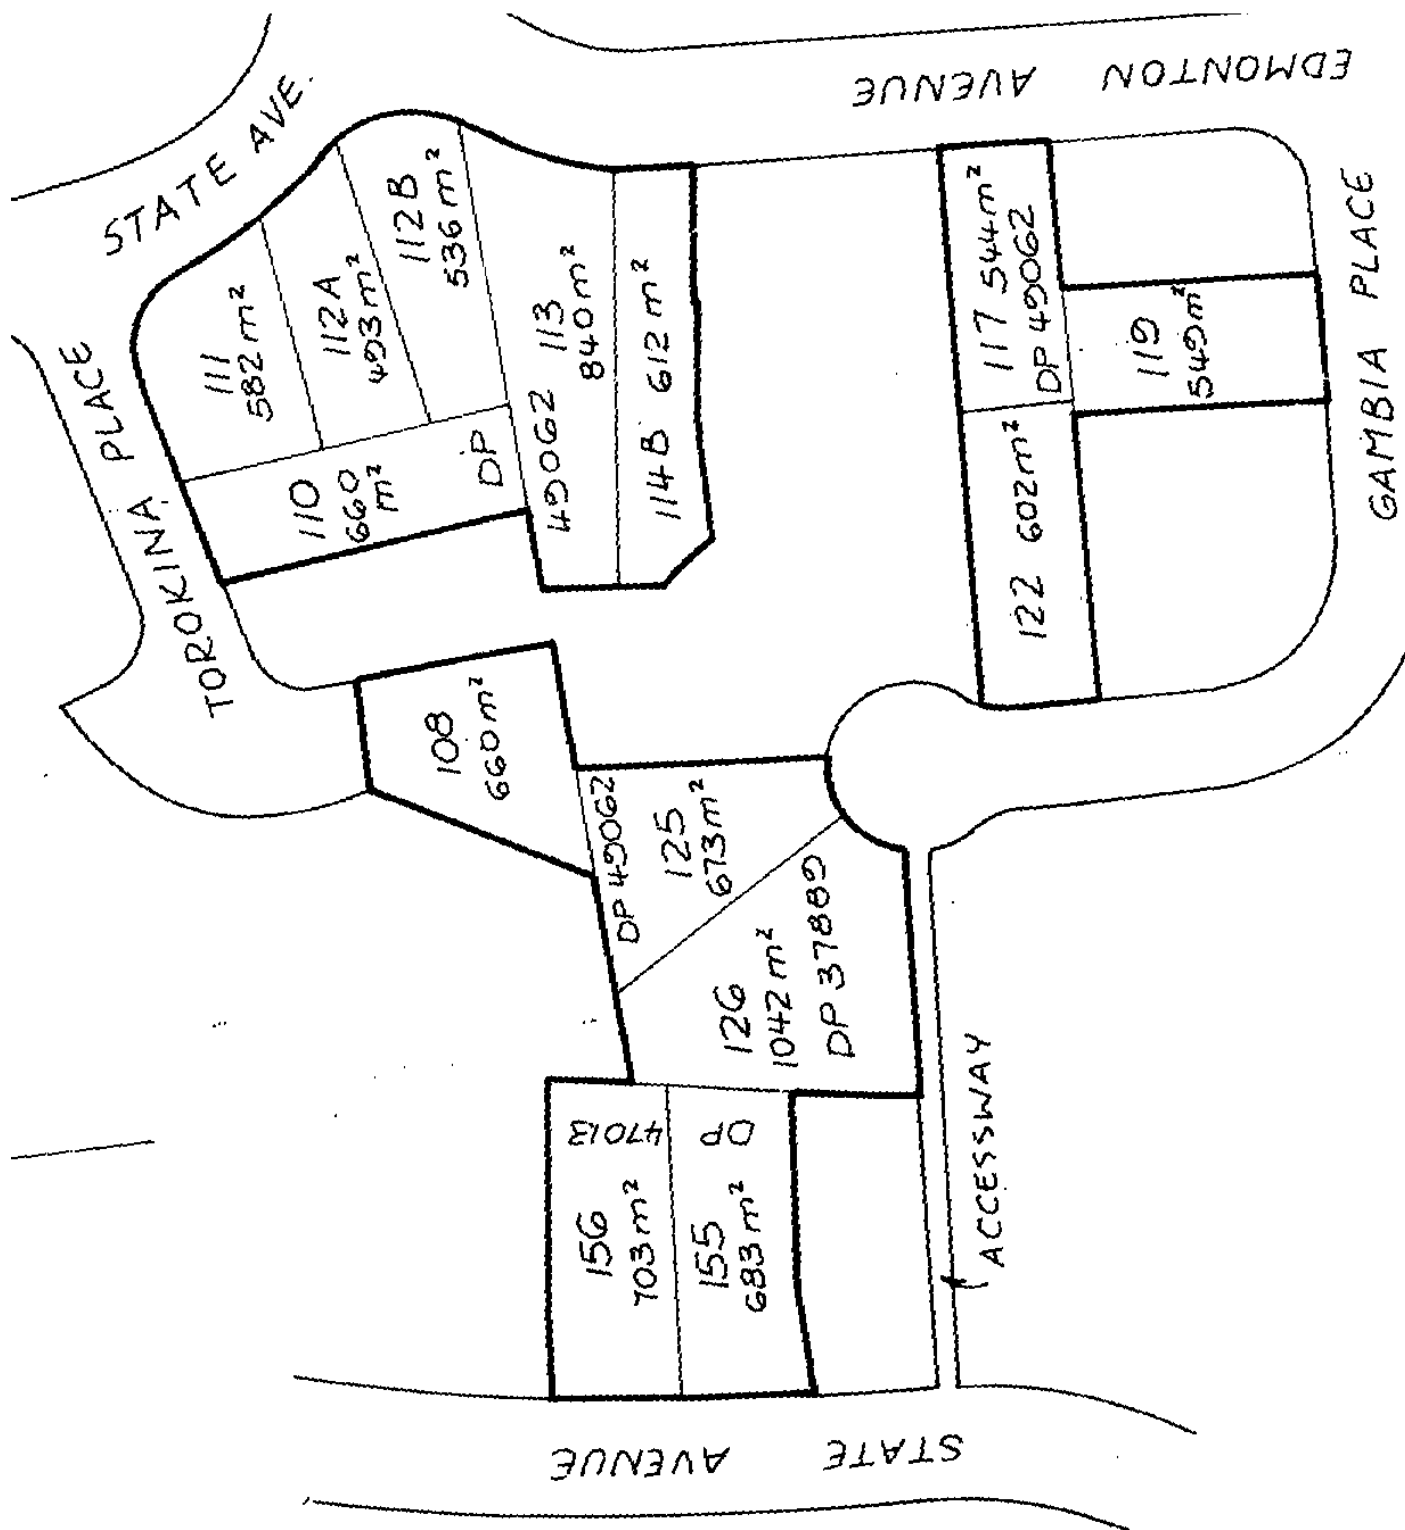 STATE AVE.
EDMONTON AVENUE
TOROKINA PLACE
GAMBIA PLACE
111
582 m²
112A
493 m²
112B
536 m²
110
660
m²
DP
49062
113
840 m²
114B 612 m²
117 544 m²
DP 49062
119
549 m²
122 602 m²
108
660 m²
DP 49062
125
673 m²
126
1042 m²
DP 37889
156
703 m²
155
683 m²
DP
47013
ACCESSWAY
STATE AVENUE